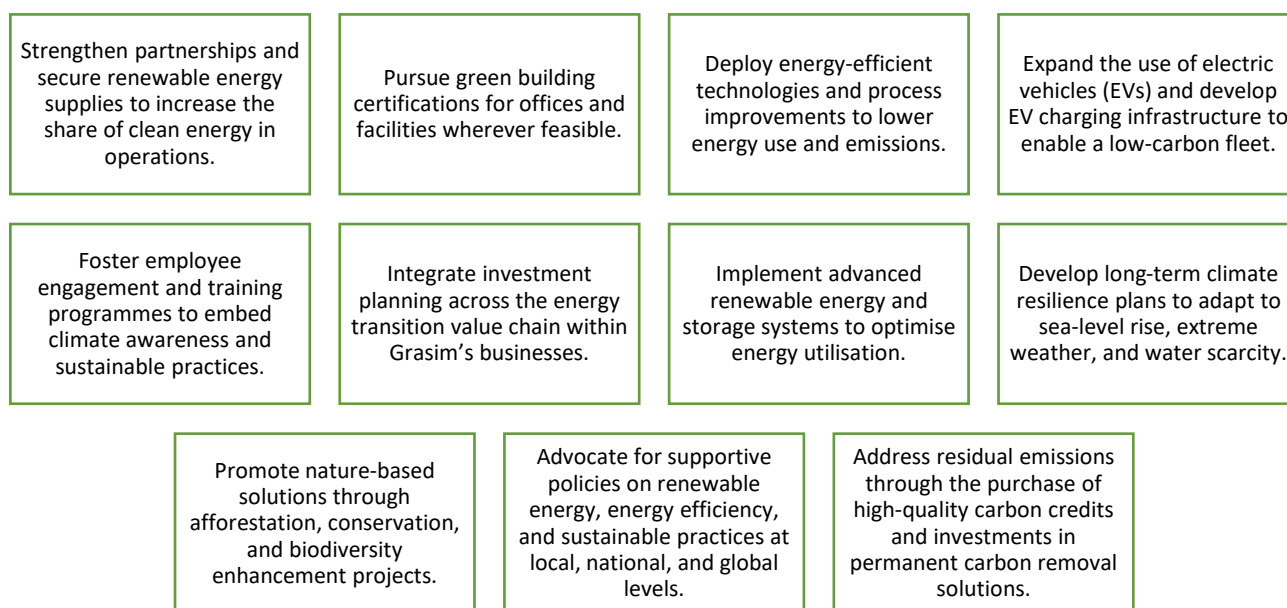 Strengthen partnerships and
secure renewable energy
supplies to increase the
share of clean energy in
operations.
Pursue green building
certifications for offices and
facilities wherever feasible.
Deploy energy-efficient
technologies and process
improvements to lower
energy use and emissions.
Expand the use of electric
vehicles (EVs) and develop
EV charging infrastructure to
enable a low-carbon fleet.
Foster employee
engagement and training
programmes to embed
climate awareness and
sustainable practices.
Integrate investment
planning across the energy
transition value chain within
Grasim’s businesses.
Implement advanced
renewable energy and
storage systems to optimise
energy utilisation.
Develop long-term climate
resilience plans to adapt to
sea-level rise, extreme
weather, and water scarcity.
Promote nature-based
solutions through
afforestation, conservation,
and biodiversity
enhancement projects.
Advocate for supportive
policies on renewable
energy, energy efficiency,
and sustainable practices at
local, national, and global
levels.
Address residual emissions
through the purchase of
high-quality carbon credits
and investments in
permanent carbon removal
solutions.